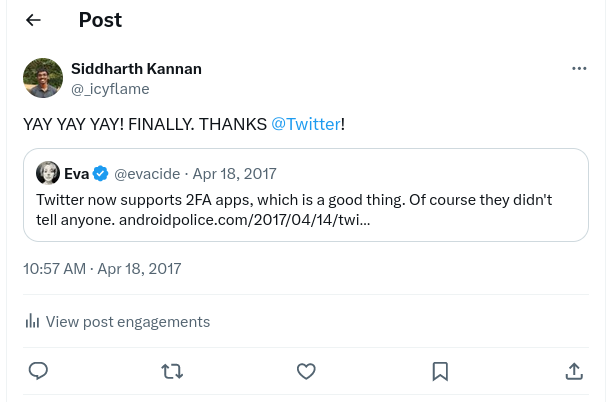 Post
Siddharth Kannan
@_icyflame
YAY YAY YAY! FINALLY. THANKS @Twitter!
Eva @evacide · Apr 18, 2017
Twitter now supports 2FA apps, which is a good thing. Of course they didn't
tell anyone. androidpolice.com/2017/04/14/twi…
10:57 AM · Apr 18, 2017
View post engagements